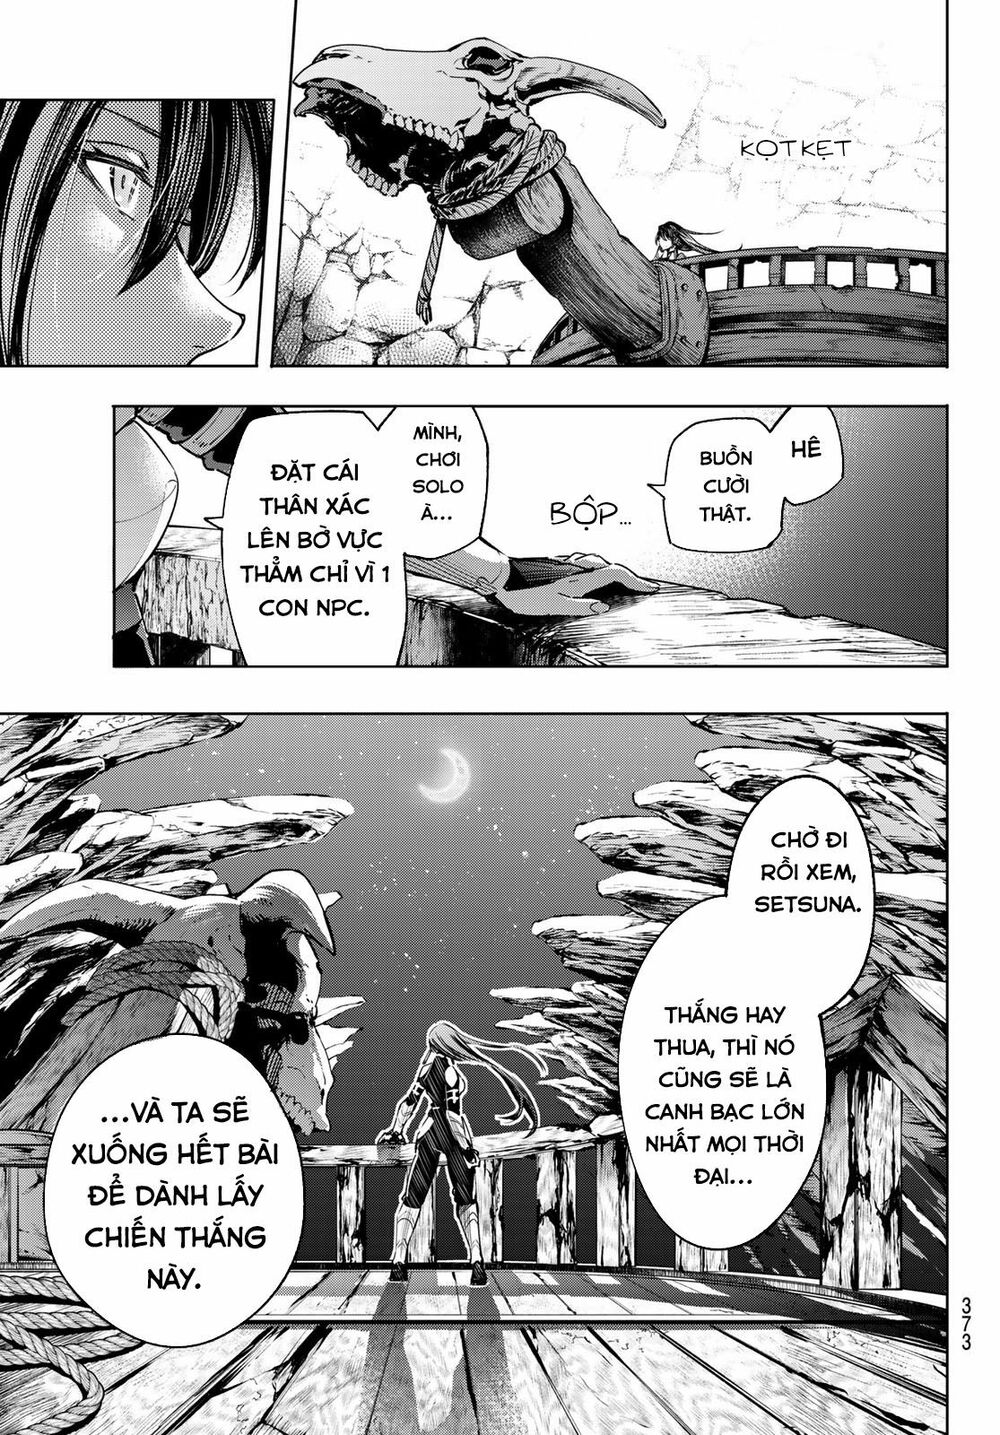 KỌT KẸT
HÊ
BUỒN
CƯỜI
THẬT.
BỘP...
MÌNH,
CHƠI
SOLO
À...
ĐẶT CÁI
THÂN XÁC
LÊN BỜ VỰC
THẲM CHỈ VÌ 1
CON NPC.
CHỜ ĐI
RỒI XEM,
SETSUNA.
THẮNG HAY
THUA, THÌ NÓ
CŨNG SẼ LÀ
CANH BẠC LỚN
NHẤT MỌI THỜI
ĐẠI...
...VÀ TA SẼ
XUỐNG HẾT BÀI
ĐỂ DÀNH LẤY
CHIẾN THẮNG
NÀY.
373